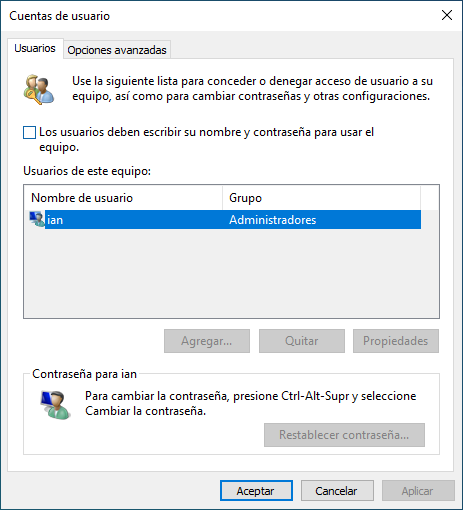 Cuentas de usuario
Usuarios
Opciones avanzadas
Use la siguiente lista para conceder o denegar acceso de usuario a su
equipo, así como para cambiar contraseñas y otras configuraciones.
Los usuarios deben escribir su nombre y contraseña para usar el
equipo.
Usuarios de este equipo:
Nombre de usuario
Grupo
ian
Administradores
Agregar...
Quitar
Propiedades
Contraseña para ian
Para cambiar la contraseña, presione Ctrl-Alt-Supr y seleccione
Cambiar la contraseña.
Restablecer contraseña...
Aceptar
Cancelar
Aplicar